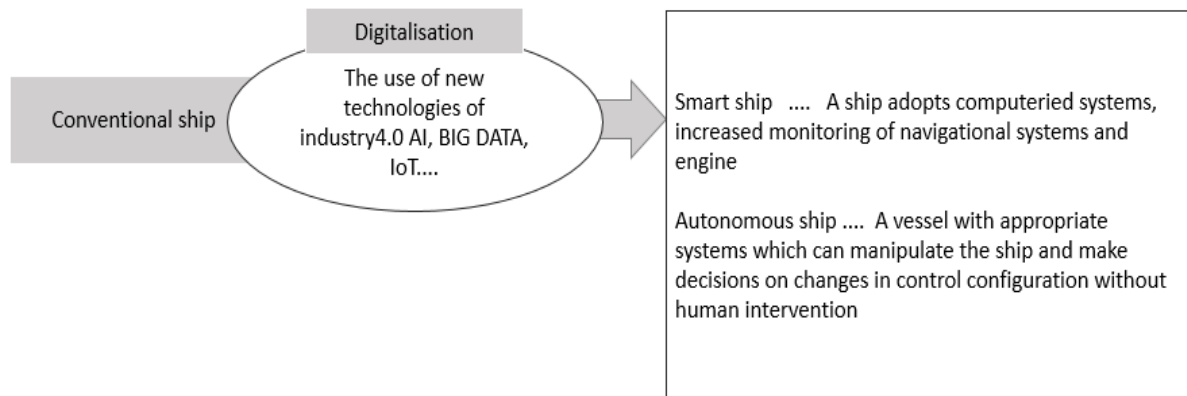 Digitalisation
Conventional ship
The use of new
technologies of
industry4.0 AI, BIG DATA,
IoT....
Smart ship .... A ship adopts computeried systems,
increased monitoring of navigational systems and
engine
Autonomous ship .... A vessel with appropriate
systems which can manipulate the ship and make
decisions on changes in control configuration without
human intervention